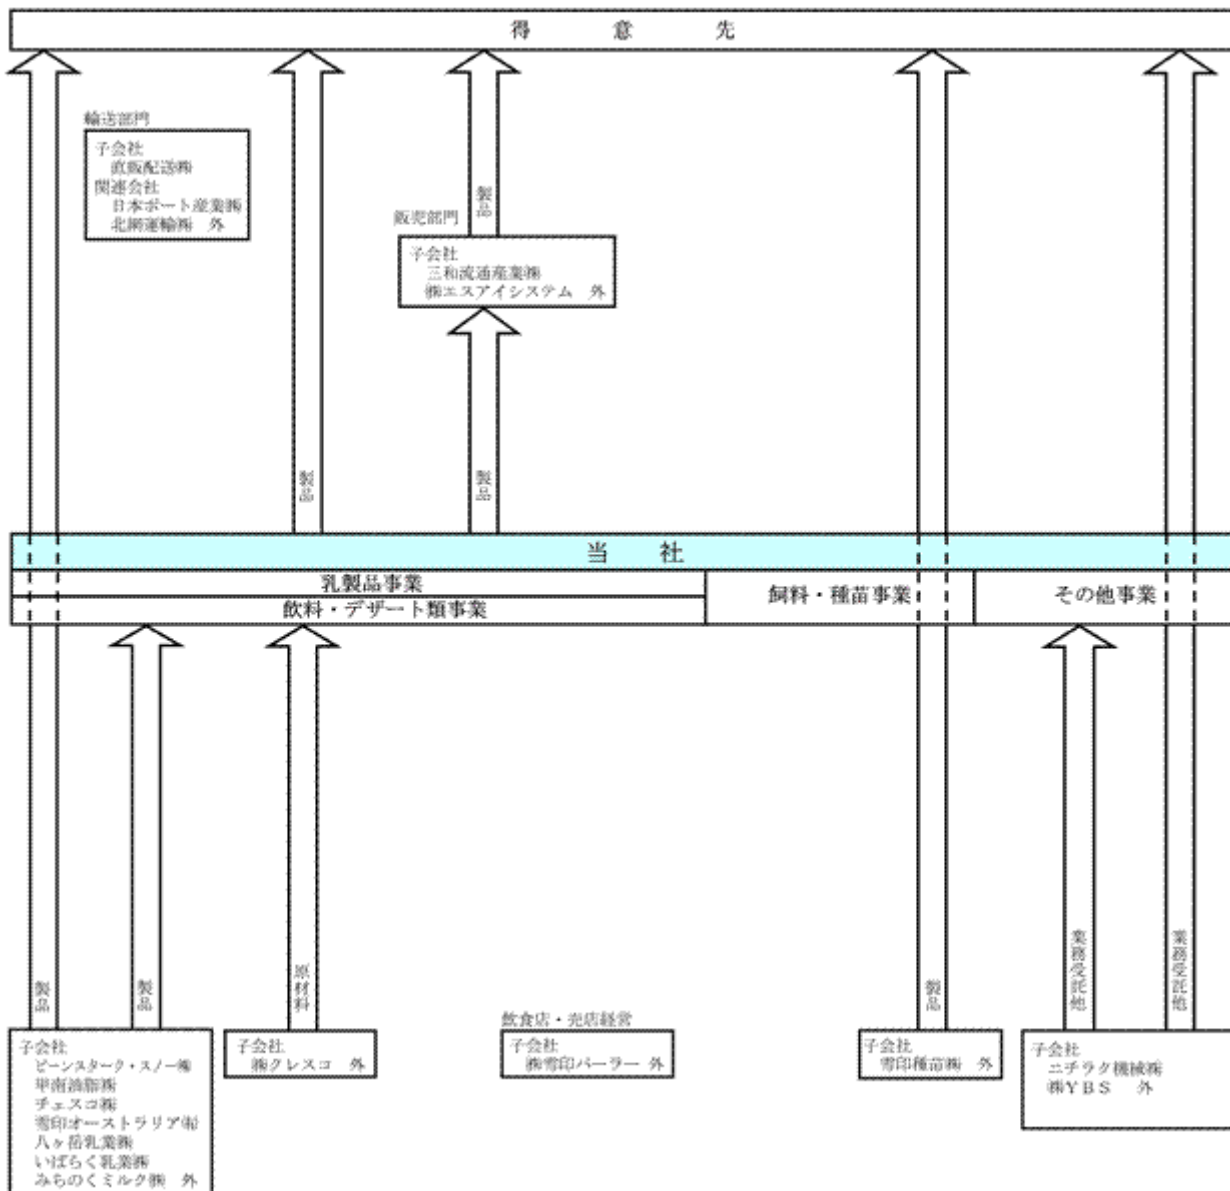 得意先
輸送部門
子会社
直販配送㈱
関連会社
日本ポート産業㈱
北網運輸㈱ 外
製品
販売部門
子会社
三和流通産業㈱
㈱エスアイシステム 外
製品
製品
当社
乳製品事業
飲料・デザート類事業
飼料・種苗事業
その他事業
製品
製品
原材料
製品
業務受託他
業務受託他
子会社
ビーンスターク・スノー㈱
甲南油脂㈱
チェスコ㈱
雪印オーストラリア㈲
八ヶ岳乳業㈱
いばらく乳業㈱
みちのくミルク㈱ 外
子会社
㈱クレスコ 外
飲食店・売店経営
子会社
㈱雪印パーラー 外
子会社
雪印種苗㈱ 外
子会社
ニチラク機械㈱
㈱YBS 外